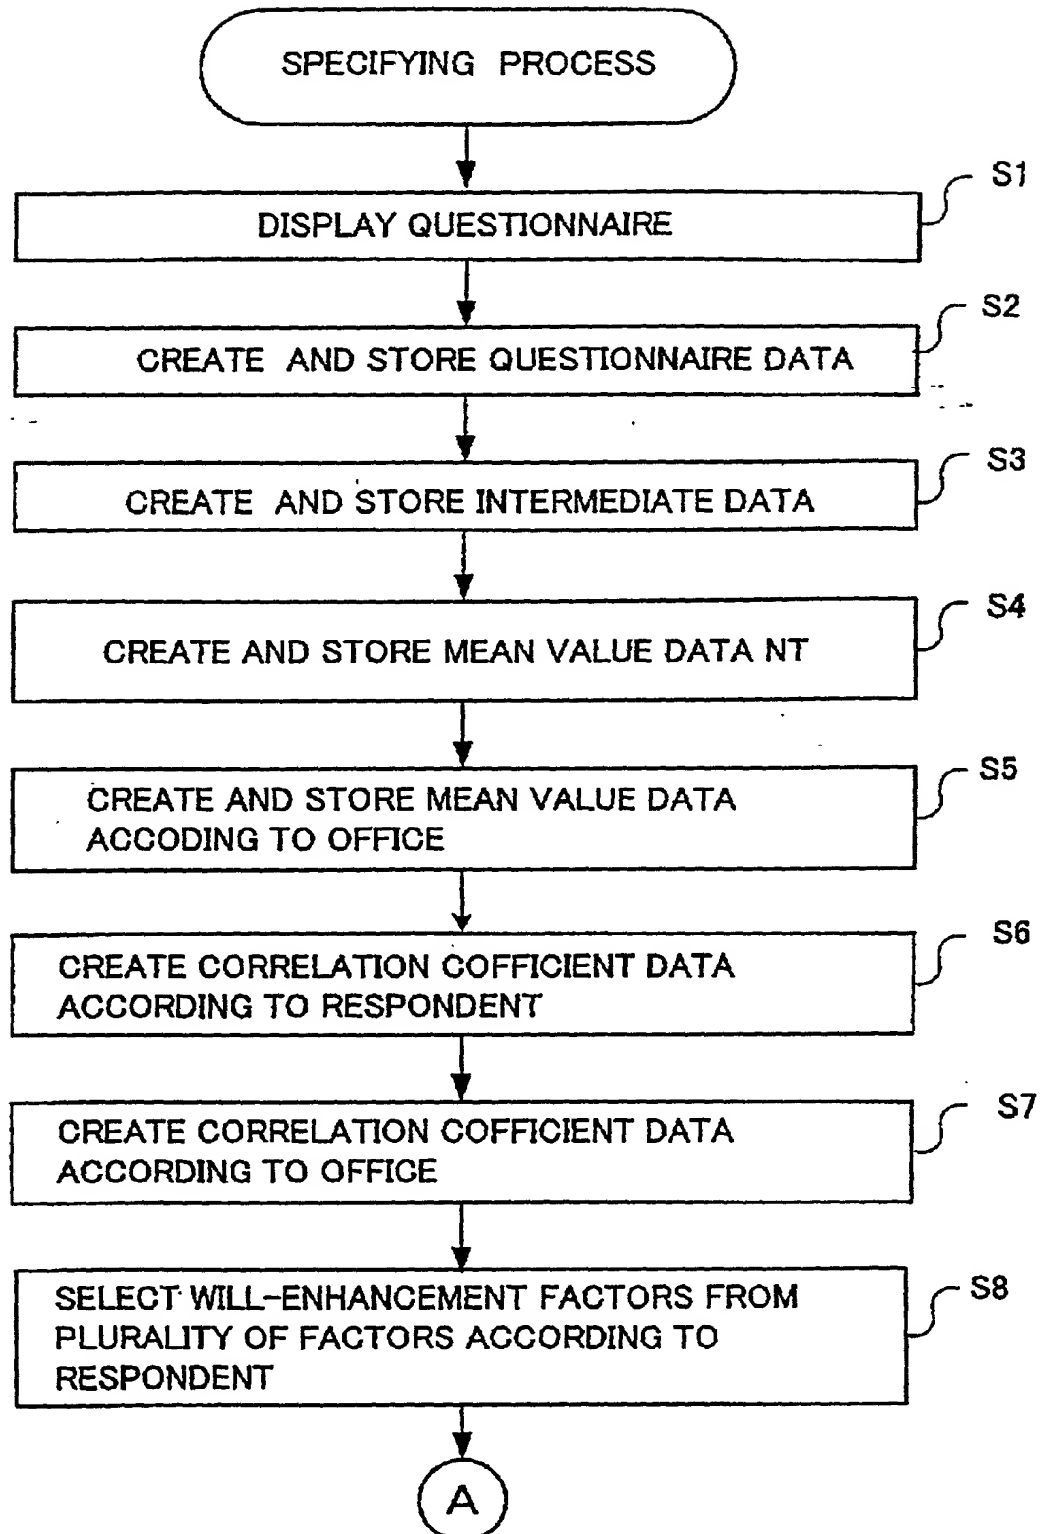 SPECIFYING PROCESS
S1
DISPLAY QUESTIONNAIRE
S2
CREATE AND STORE QUESTIONNAIRE DATA
S3
CREATE AND STORE INTERMEDIATE DATA
S4
CREATE AND STORE MEAN VALUE DATA NT
S5
CREATE AND STORE MEAN VALUE DATA
ACCODING TO OFFICE
S6
CREATE CORRELATION COFFICIENT DATA
ACCORDING TO RESPONDENT
S7
CREATE CORRELATION COFFICIENT DATA
ACCORDING TO OFFICE
S8
SELECT WILL-ENHANCEMENT FACTORS FROM
PLURALITY OF FACTORS ACCORDING TO
RESPONDENT
A